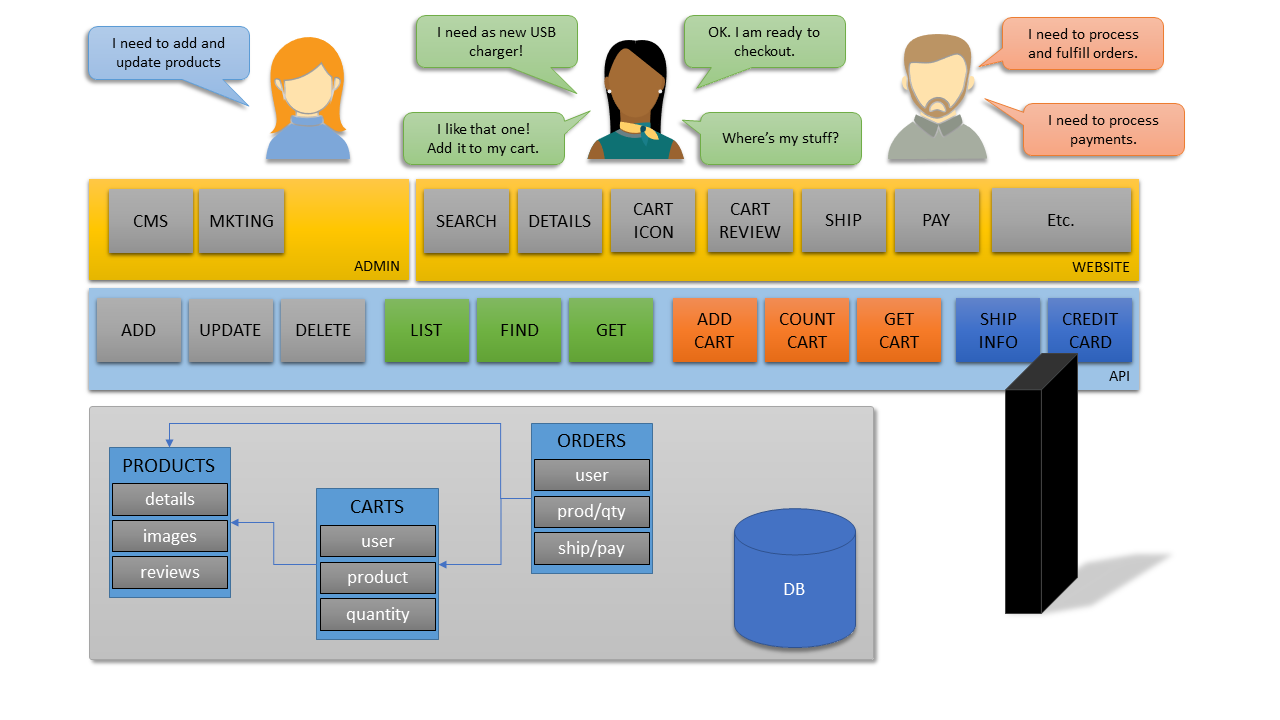 I need to add and
update products
I need as new USB
charger!
OK. I am ready to
checkout.
I like that one!
Add it to my cart.
Where's my stuff?
I need to process
and fulfill orders.
I need to process
payments.
CMS
MKTING
ADMIN
SEARCH
DETAILS
CART
ICON
CART
REVIEW
SHIP
PAY
Etc.
WEBSITE
ADD
UPDATE
DELETE
LIST
FIND
GET
ADD
CART
COUNT
CART
GET
CART
SHIP
INFO
CREDIT
CARD
API
PRODUCTS
details
images
reviews
CARTS
user
product
quantity
ORDERS
user
prod/qty
ship/pay
DB